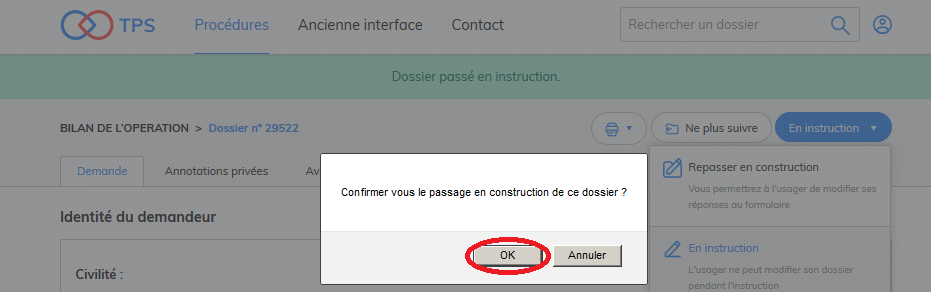 TPS Procédures Ancienne interface Contact Rechercher un dossier
Dossier passé en instruction.
BILAN DE L'OPERATION > Dossier n° 29522 Ne plus suivre En instruction
Demande Annotations privées Av
Repasser en construction
Vous permettrez à l'usager de modifier ses
réponses au formulaire
Confirmer vous le passage en construction de ce dossier ?
Identité du demandeur
En instruction
OK Annuler
L'usager ne peut modifier son dossier
pendant l'instruction
Civilité :